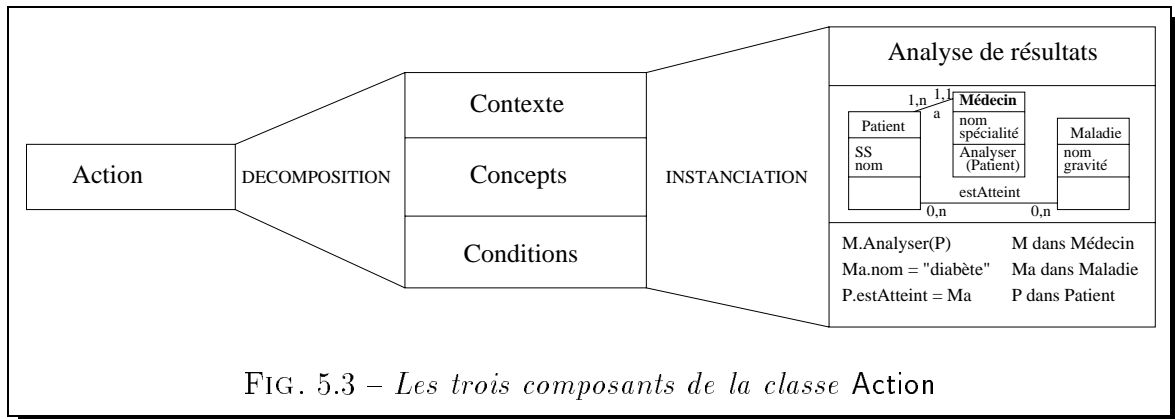 Action
DECOMPOSITION
Contexte
Concepts
Conditions
INSTANCIATION
Analyse de résultats
Patient
SS
nom
1,n
1,1
a
Médecin
nom
spécialité
Analyser
(Patient)
Maladie
nom
gravité
estAtteint
0,n
0,n
M.Analyser(P) M dans Médecin
Ma.nom = "diabète" Ma dans Maladie
P.estAtteint = Ma P dans Patient
FIG. 5.3 – Les trois composants de la classe Action